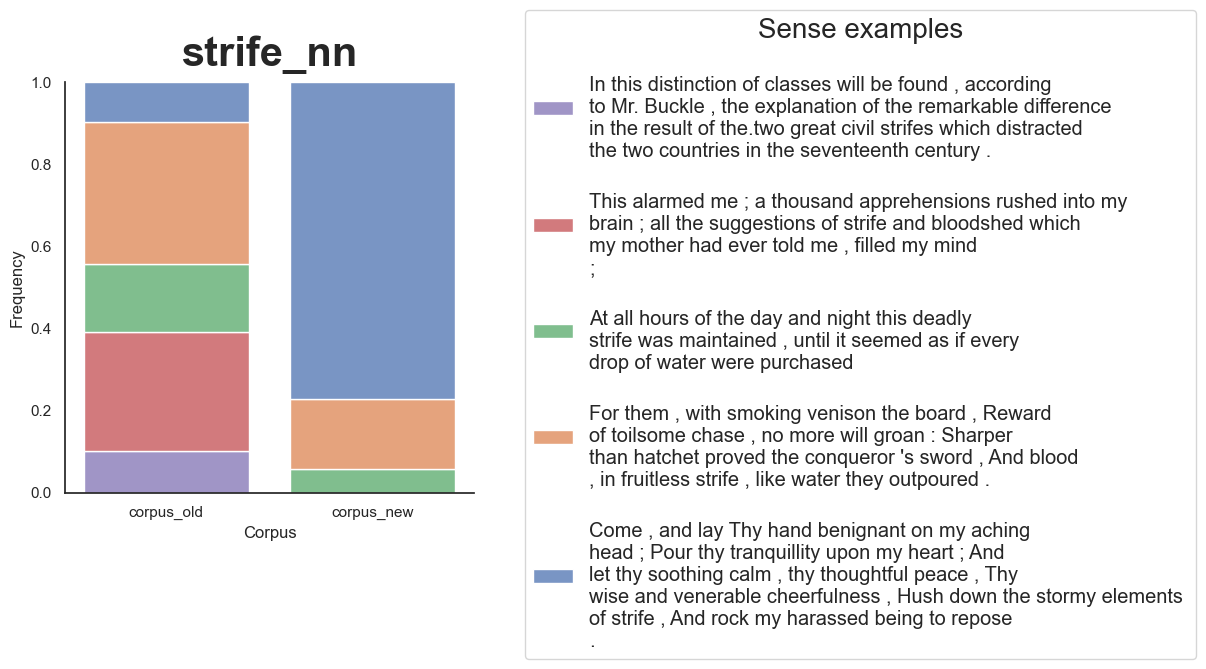 strife_nn
1.0
0.8
0.6
0.4
0.2
0.0
Frequency
corpus_old
corpus_new
Corpus
Sense examples
In this distinction of classes will be found , according
to Mr. Buckle , the explanation of the remarkable difference
in the result of the.two great civil strifes which distracted
the two countries in the seventeenth century .
This alarmed me ; a thousand apprehensions rushed into my
brain ; all the suggestions of strife and bloodshed which
my mother had ever told me , filled my mind
;
At all hours of the day and night this deadly
strife was maintained , until it seemed as if every
drop of water were purchased
For them , with smoking venison the board , Reward
of toilsome chase , no more will groan : Sharper
than hatchet proved the conqueror 's sword , And blood
, in fruitless strife , like water they outpoured .
Come , and lay Thy hand benignant on my aching
head ; Pour thy tranquillity upon my heart ; And
let thy soothing calm , thy thoughtful peace , Thy
wise and venerable cheerfulness , Hush down the stormy elements
of strife , And rock my harassed being to repose
.